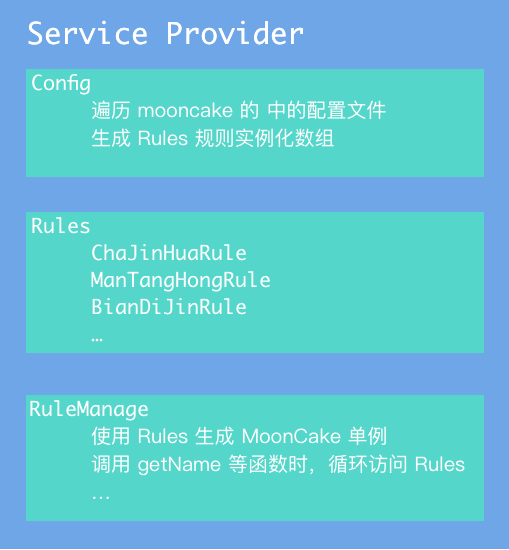 Service Provider
Config
遍历 mooncake 的 中的配置文件
生成 Rules 规则实例化数组
Rules
ChaJinHuaRule
ManTangHongRule
BianDiJinRule
…
RuleManage
使用 Rules 生成 MoonCake 单例
调用 getName 等函数时，循环访问 Rules
…